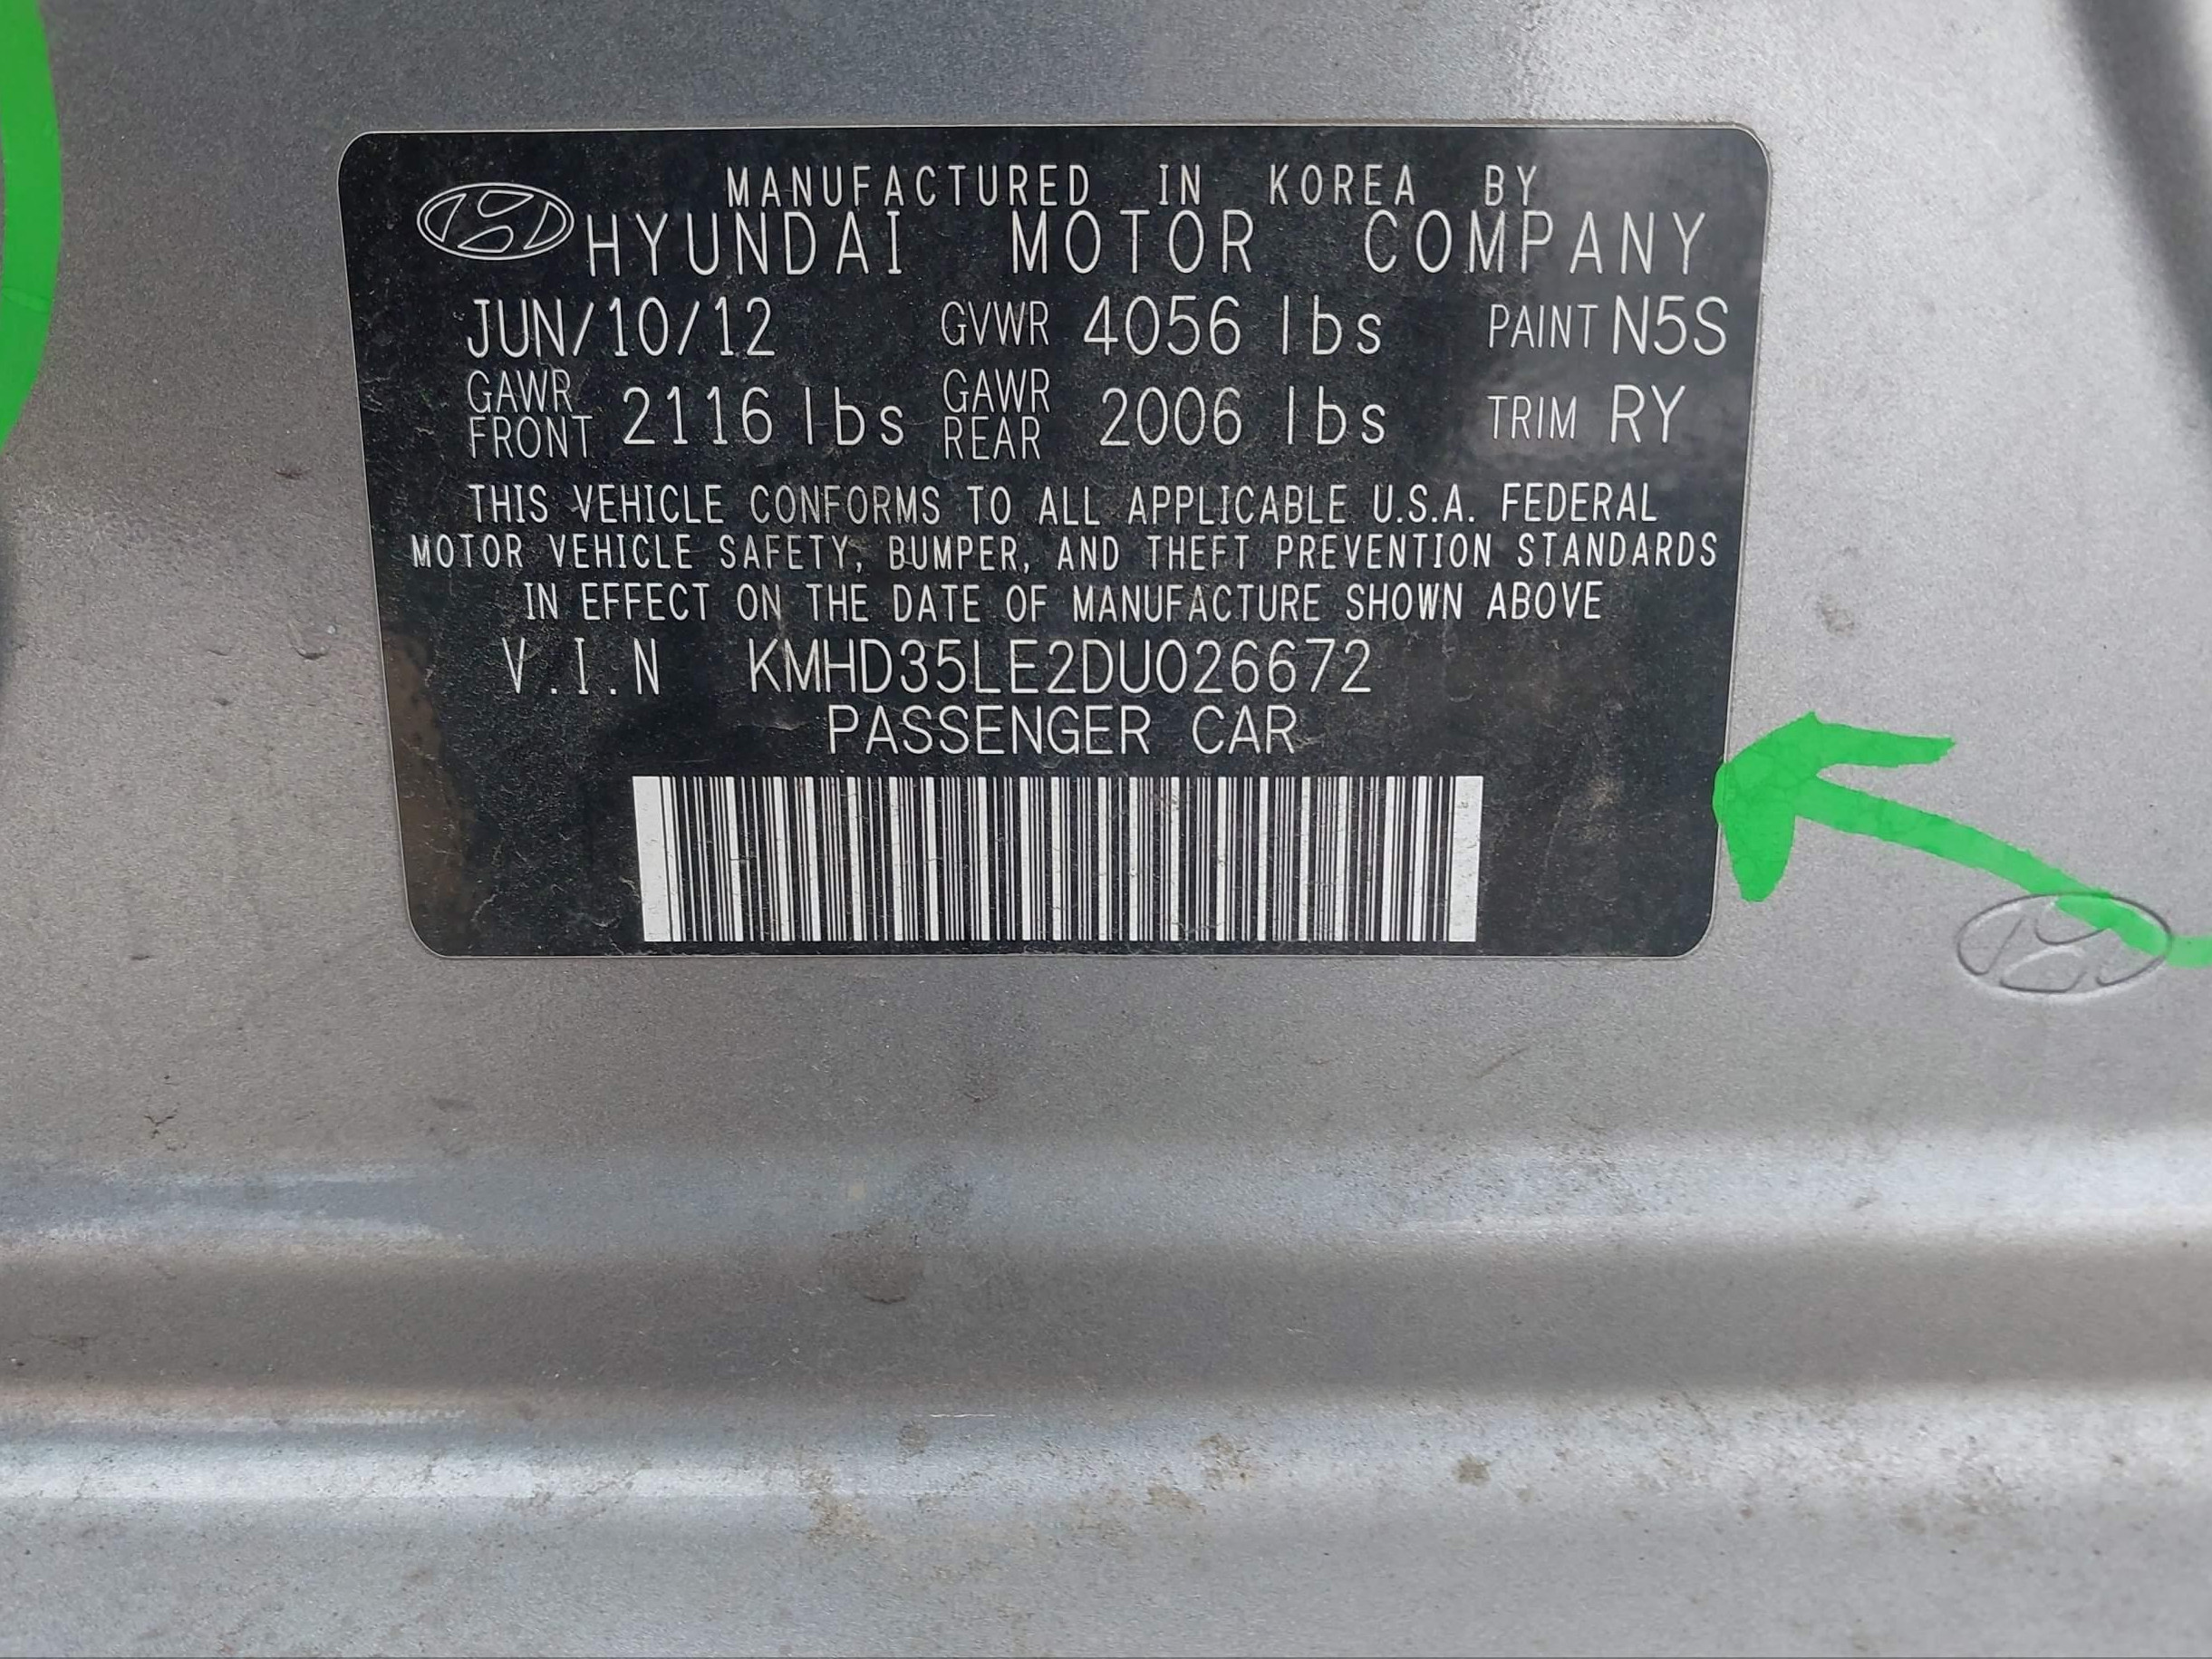 MANUFACTURED IN KOREA BY
HYUNDAI MOTOR COMPANY
JUN/10/12 GVWR 4056 lbs PAINT N5S
GAWR FRONT 2116 lbs GAWR REAR 2006 lbs TRIM RY
THIS VEHICLE CONFORMS TO ALL APPLICABLE U.S.A. FEDERAL
MOTOR VEHICLE SAFETY, BUMPER, AND THEFT PREVENTION STANDARDS
IN EFFECT ON THE DATE OF MANUFACTURE SHOWN ABOVE
V.I.N KMHD35LE2DU026672
PASSENGER CAR